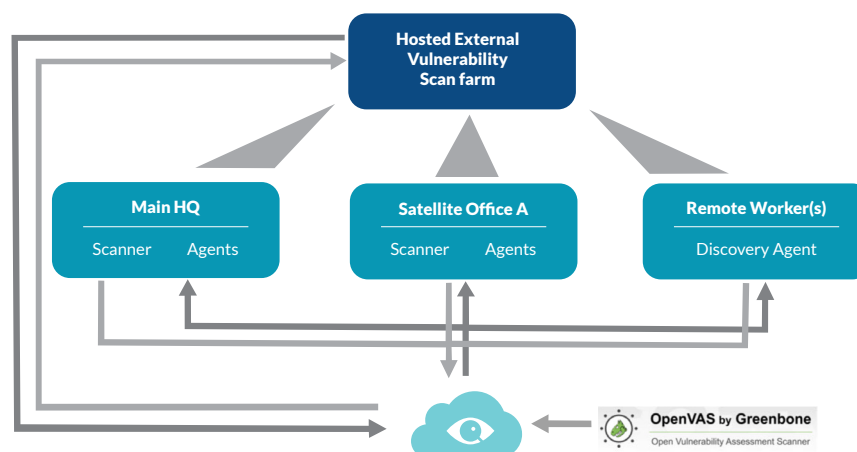 Hosted External
Vulnerability
Scan farm
Main HQ
Scanner Agents
Satellite Office A
Scanner Agents
Remote Worker(s)
Discovery Agent
OpenVAS by Greenbone
Open Vulnerability Assessment Scanner